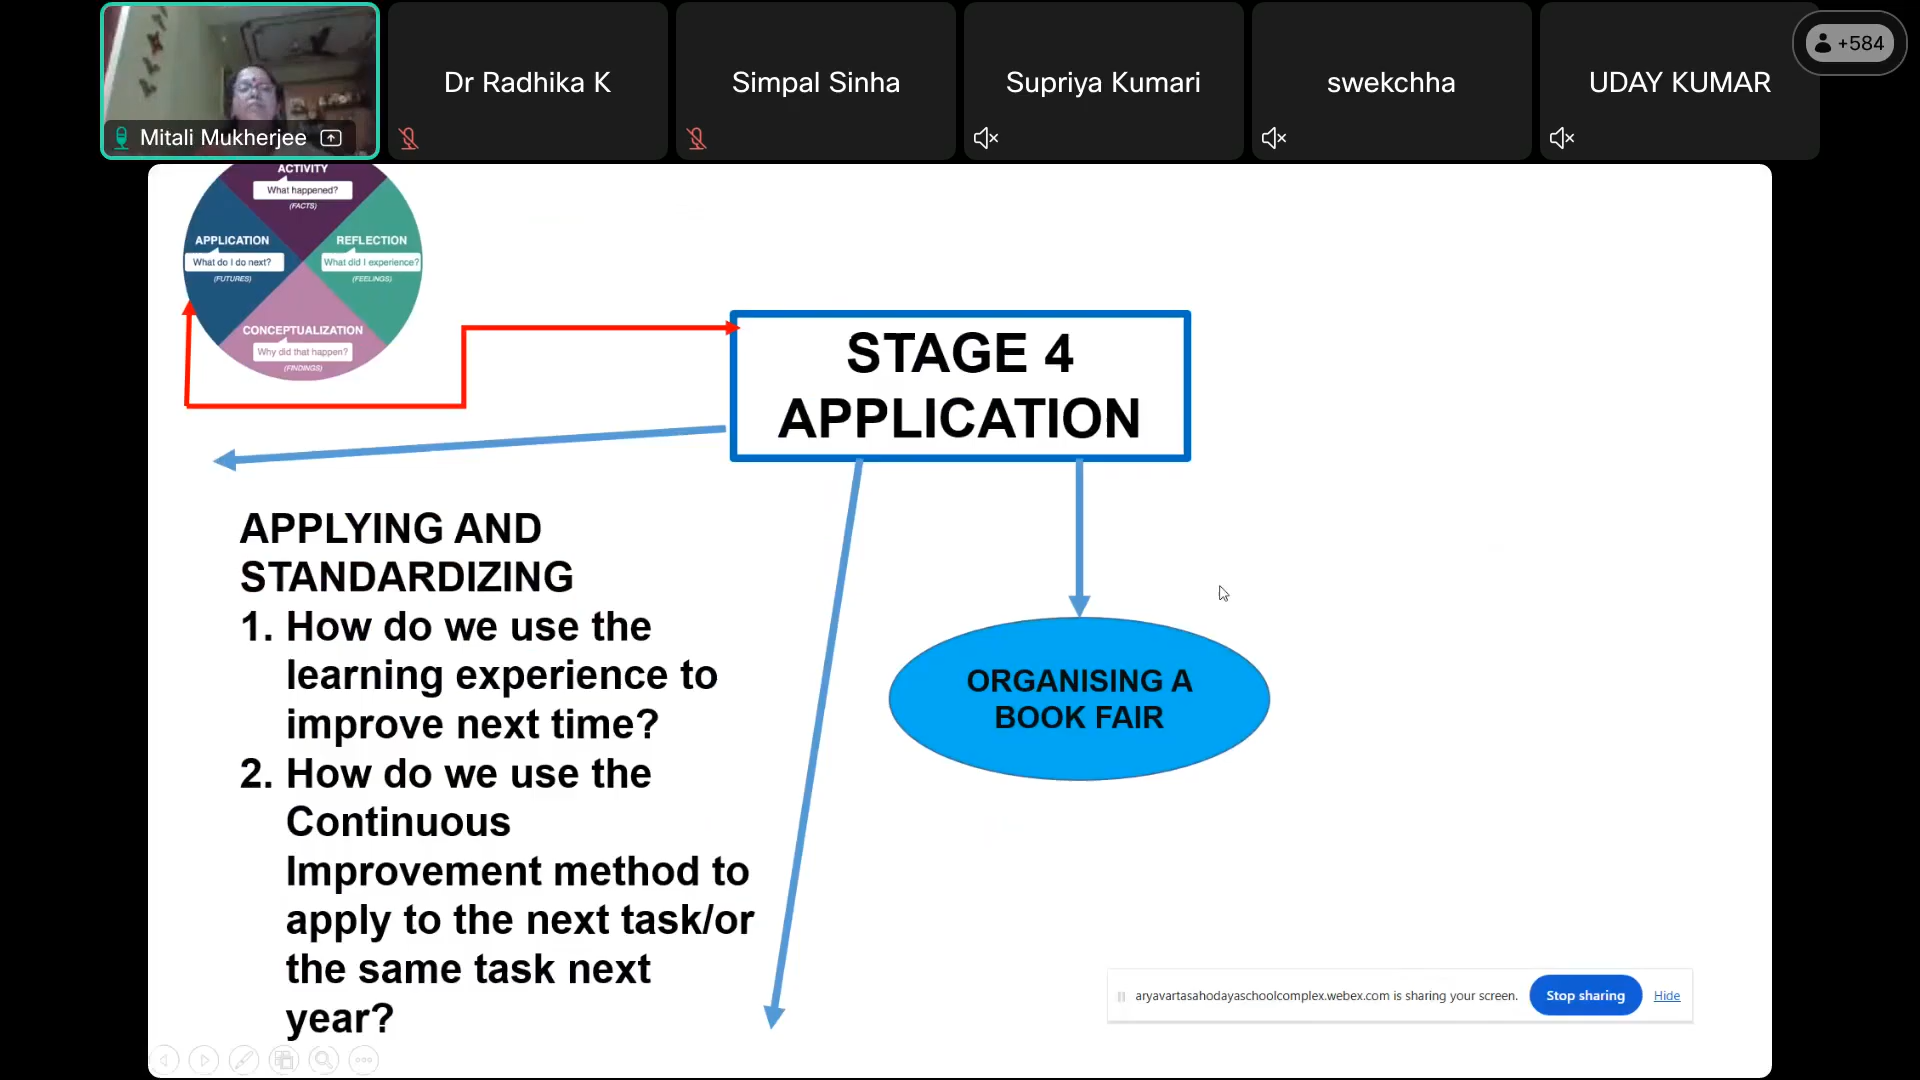 Mitali Mukherjee
Dr Radhika K
Simpal Sinha
Supriya Kumari
swekchha
UDAY KUMAR
+584
ACTIVITY
What happened?
(FACTS)
APPLICATION
What do I do next?
(FUTURES)
REFLECTION
What did I experience?
(FEELINGS)
CONCEPTUALIZATION
Why did that happen?
(FINDINGS)
STAGE 4
APPLICATION
APPLYING AND
STANDARDIZING
1. How do we use the
learning experience to
improve next time?
2. How do we use the
Continuous
Improvement method to
apply to the next task/or
the same task next
year?
ORGANISING A
BOOK FAIR
aryavartasahodayaschoolcomplex.webex.com is sharing your screen.
Stop sharing
Hide